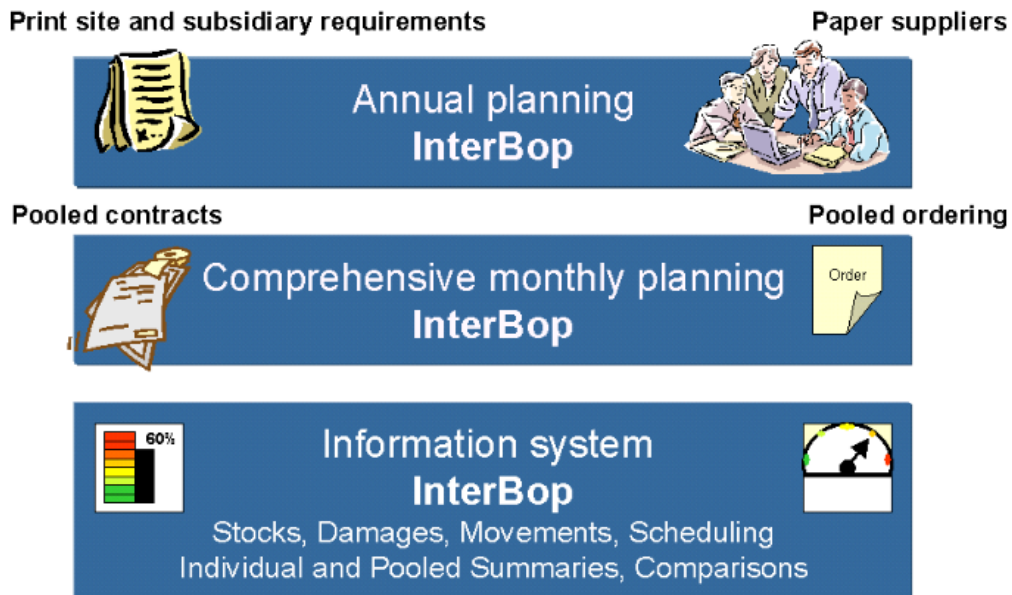 Print site and subsidiary requirements
Paper suppliers
Annual planning
InterBop
Pooled contracts
Pooled ordering
Comprehensive monthly planning
InterBop
Order
60%
Information system
InterBop
Stocks, Damages, Movements, Scheduling
Individual and Pooled Summaries, Comparisons